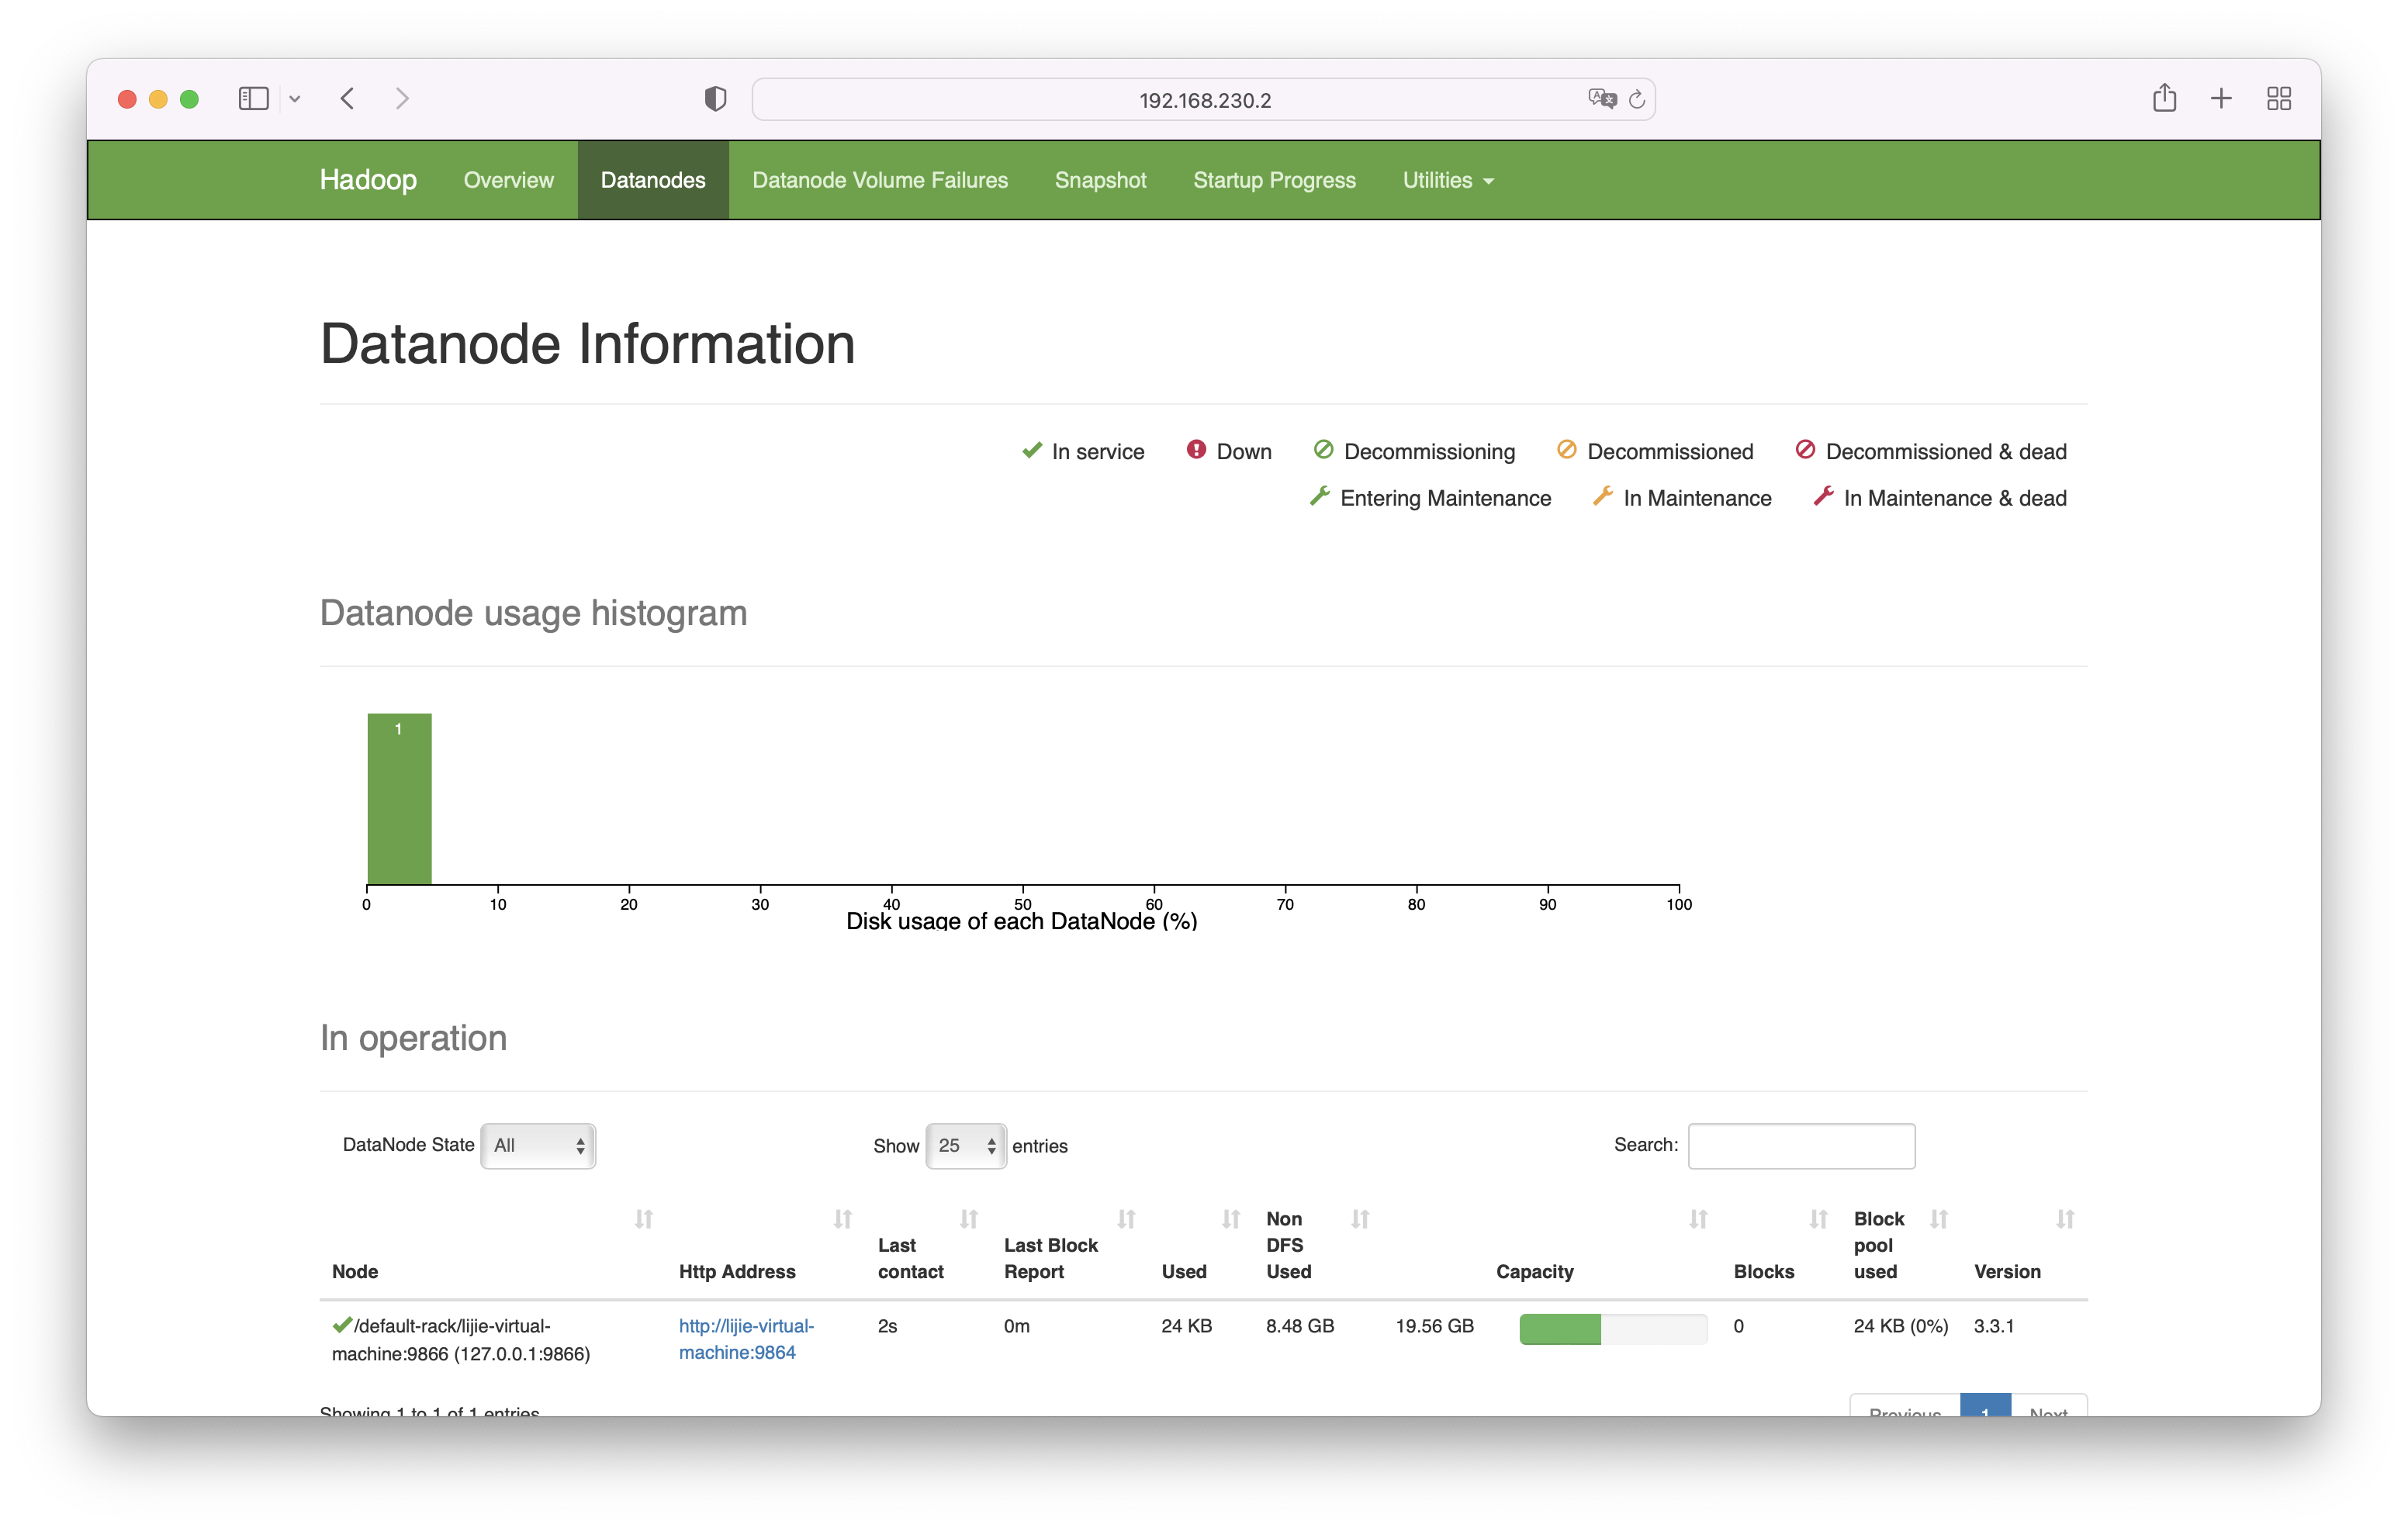 192.168.230.2
Hadoop Overview Datanodes Datanode Volume Failures Snapshot Startup Progress Utilities
Datanode Information
In service Down Decommissioning Decommissioned Decommissioned & dead
Entering Maintenance In Maintenance In Maintenance & dead
Datanode usage histogram
1
0 10 20 30 40 50 60 70 80 90 100
Disk usage of each DataNode (%)
In operation
DataNode State All Show 25 entries Search:
Node Http Address Last contact Last Block Report Used Non DFS Used Capacity Blocks Block pool used Version
/default-rack/lijie-virtual- http://lijie-virtual- 2s 0m 24 KB 8.48 GB 19.56 GB 0 24 KB (0%) 3.3.1
machine:9866 (127.0.0.1:9866) machine:9864
Showing 1 to 1 of 1 entries
Previous 1 Next